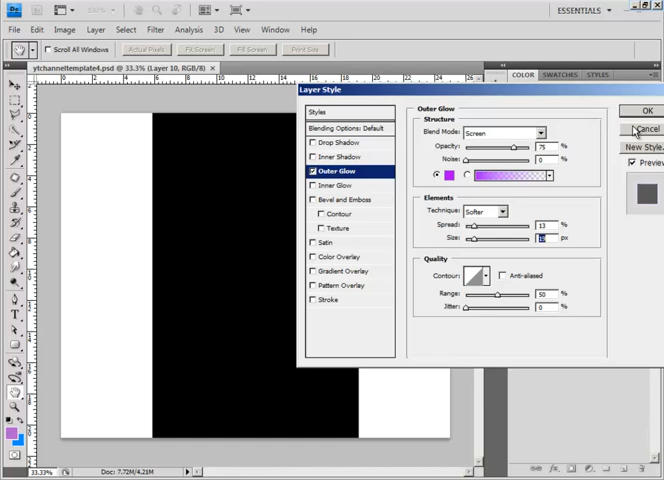 Ps 100% ESSENTIALS
File Edit Image Layer Select Filter Analysis 3D View Window Help
Scroll All Windows Actual Pixels Fit Screen Fill Screen Print Size
ytchanneltemplate4.psd @ 33.3% (Layer 10, RGB/8) COLOR SWATCHES STYLES
Layer Style
Styles
Blending Options: Default
Drop Shadow
Inner Shadow
Outer Glow
Inner Glow
Bevel and Emboss
Contour
Texture
Satin
Color Overlay
Gradient Overlay
Pattern Overlay
Stroke
Outer Glow
Structure
Blend Mode: Screen
Opacity: 75 %
Noise: 0 %
Elements
Technique: Softer
Spread: 13 %
Size: px
Quality
Contour: Anti-aliased
Range: 50 %
Jitter: 0 %
OK
Cancel
New Style..
Preview
33.33% Doc: 7.72M/4.21M